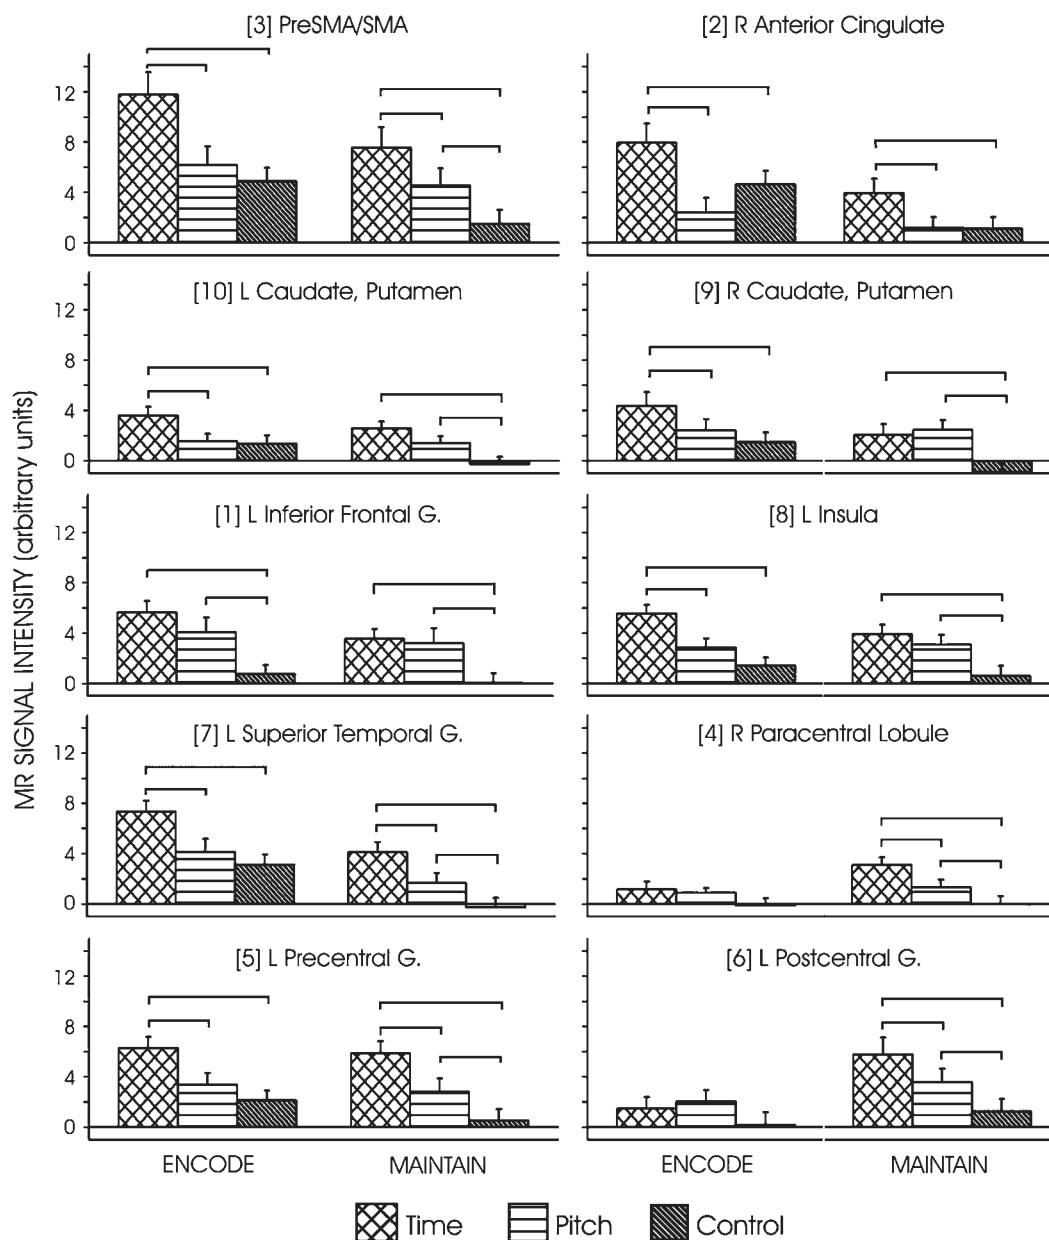 [3] PreSMA/SMA
[2] R Anterior Cingulate
12
8
4
0
[10] L Caudate, Putamen
[9] R Caudate, Putamen
12
8
4
0
[1] L Inferior Frontal G.
[8] L Insula
12
8
4
0
[7] L Superior Temporal G.
[4] R Paracentral Lobule
12
8
4
0
[5] L Precentral G.
[6] L Postcentral G.
12
8
4
0
MR SIGNAL INTENSITY (arbitrary units)
ENCODE MAINTAIN ENCODE MAINTAIN
Time Pitch Control